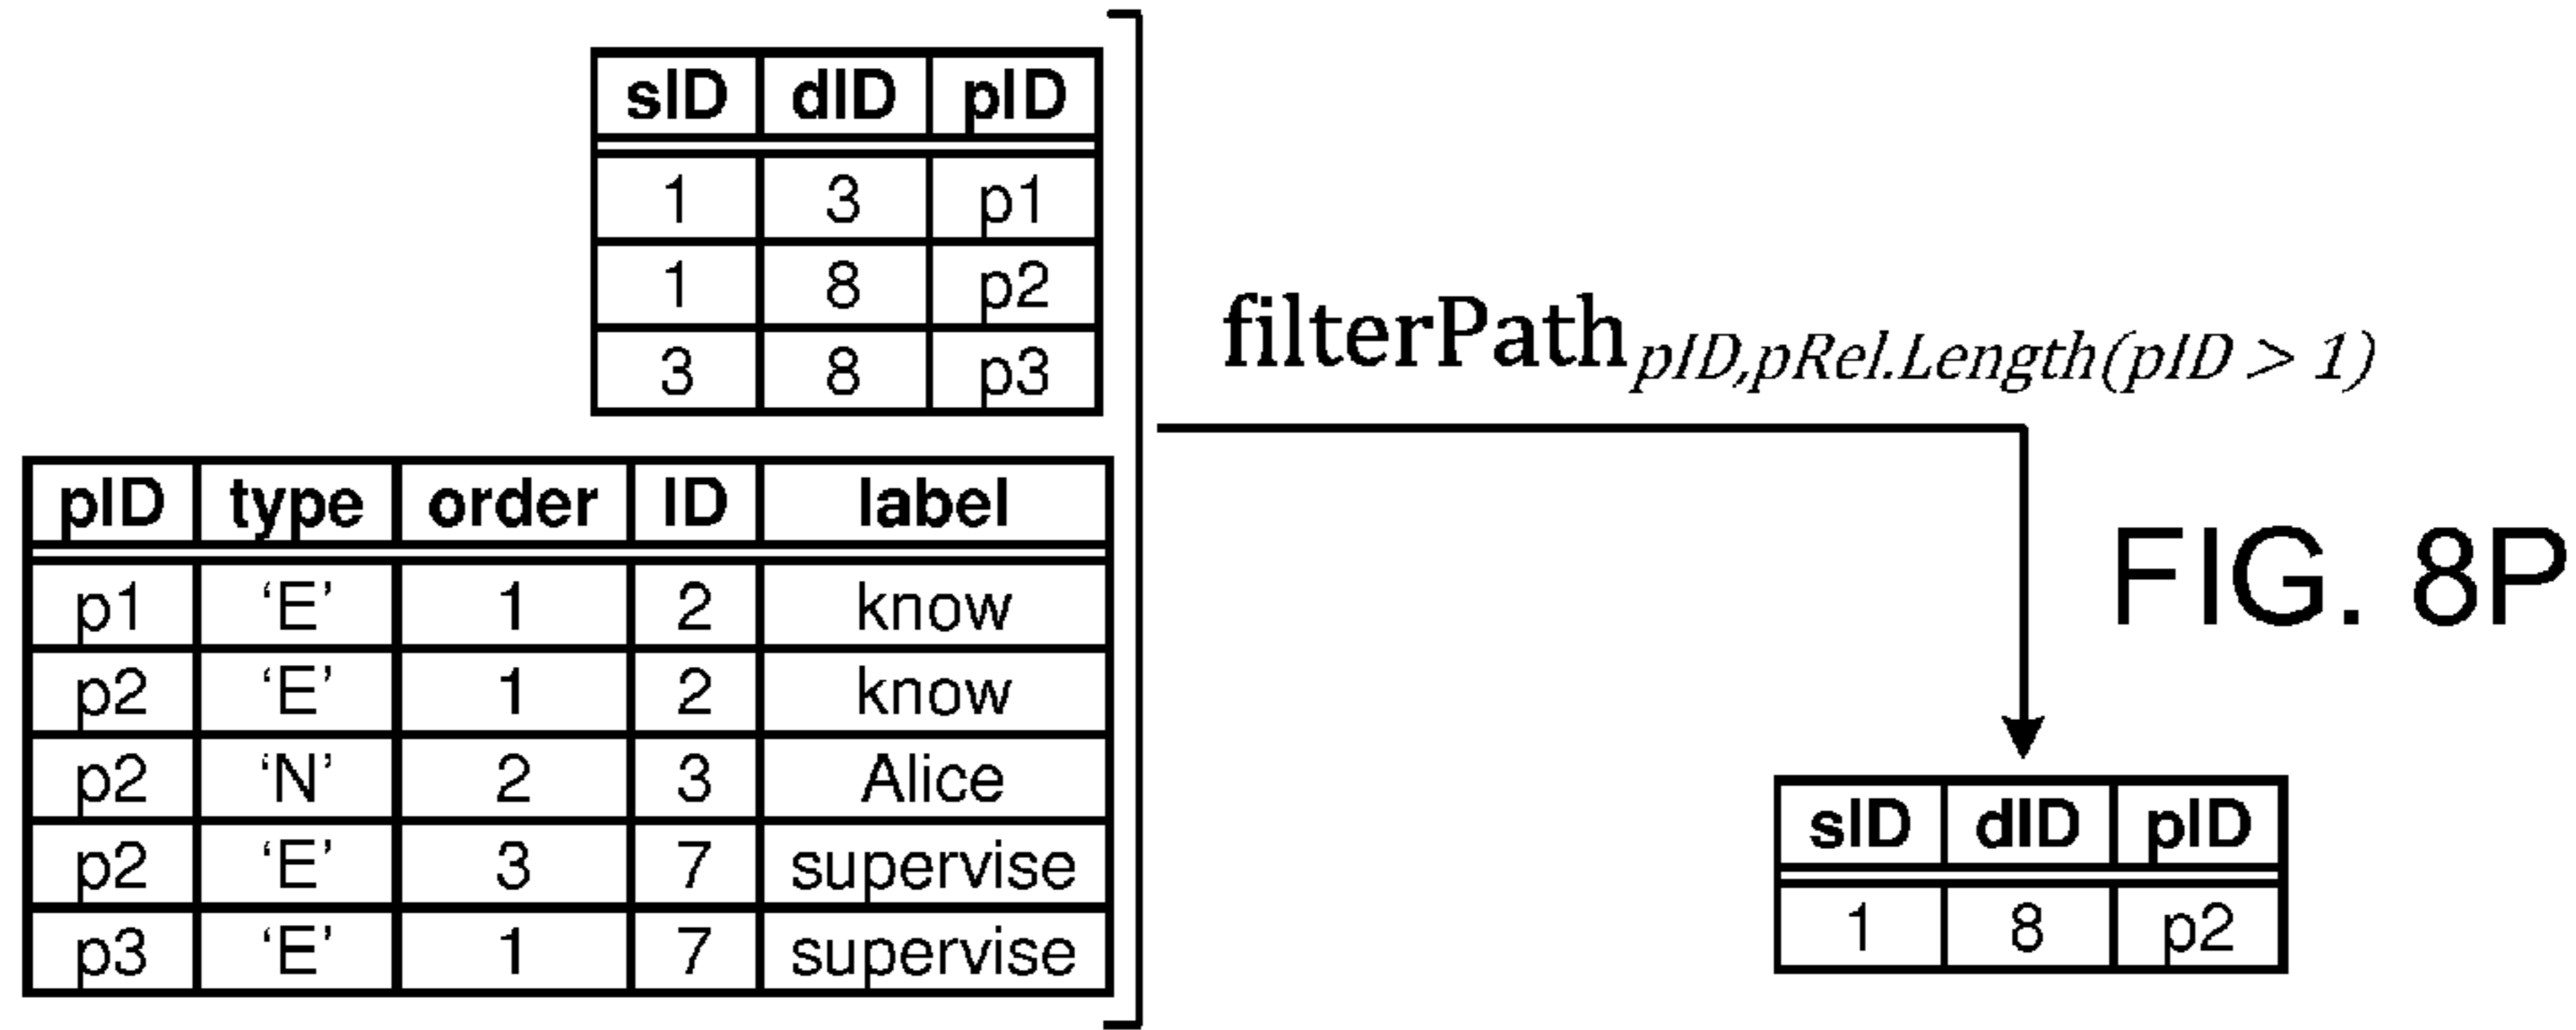 sID dID pID
1 3 p1
1 8 p2
3 8 p3
pID type order ID label
p1 ‘E’ 1 2 know
p2 ‘E’ 1 2 know
p2 ‘N’ 2 3 Alice
p2 ‘E’ 3 7 supervise
p3 ‘E’ 1 7 supervise
filterPath pID,pRel.Length(pID > 1)
FIG. 8P
sID dID pID
1 8 p2